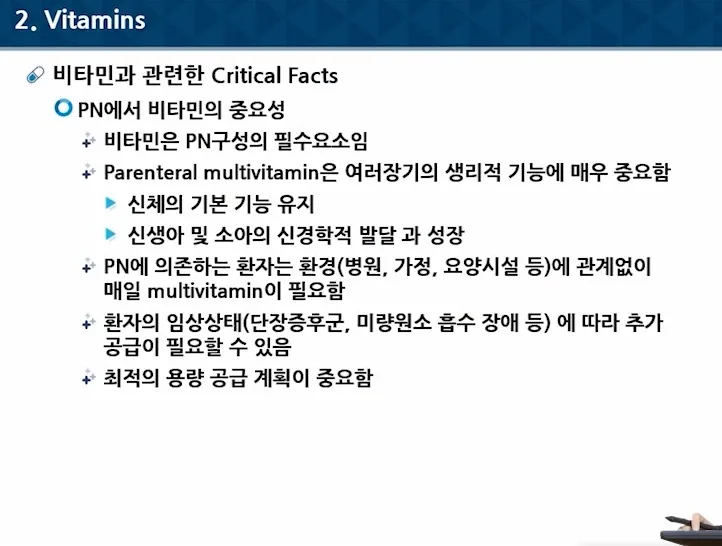 2. Vitamins
비타민과 관련한 Critical Facts
PN에서 비타민의 중요성
비타민은 PN구성의 필수요소임
Parenteral multivitamin은 여러장기의 생리적 기능에 매우 중요함
신체의 기본 기능 유지
신생아 및 소아의 신경학적 발달 과 성장
PN에 의존하는 환자는 환경(병원, 가정, 요양시설 등)에 관계없이
매일 multivitamin이 필요함
환자의 임상상태(단장증후군, 미량원소 흡수 장애 등) 에 따라 추가
공급이 필요할 수 있음
최적의 용량 공급 계획이 중요함